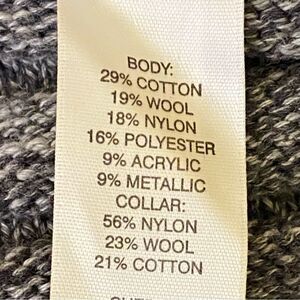 BODY:
29% COTTON
19% WOOL
18% NYLON
16% POLYESTER
9% ACRYLIC
9% METALLIC
COLLAR:
56% NYLON
23% WOOL
21% COTTON